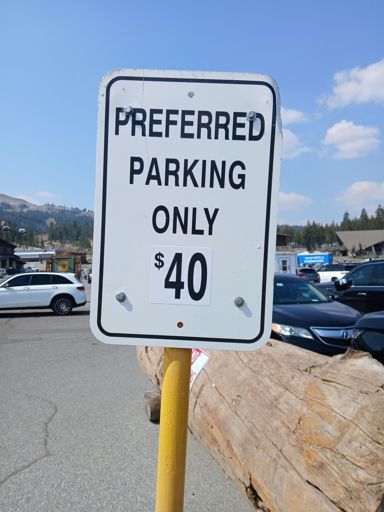 PREFERRED
PARKING
ONLY
$40